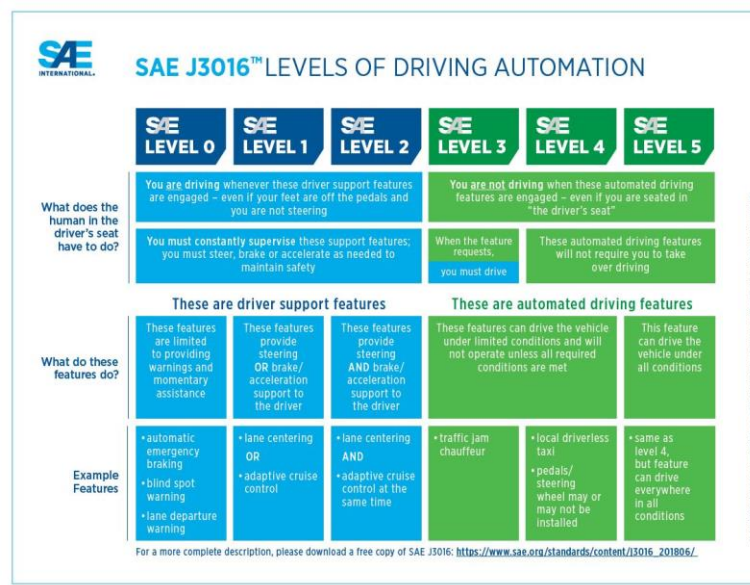 SAE
INTERNATIONAL®
SAE J3016™ LEVELS OF DRIVING AUTOMATION
SAE
LEVEL 0
SAE
LEVEL 1
SAE
LEVEL 2
SAE
LEVEL 3
SAE
LEVEL 4
SAE
LEVEL 5
What does the
human in the
driver's seat
have to do?
You are driving whenever these driver support features
are engaged – even if your feet are off the pedals and
you are not steering
You are not driving when these automated driving
features are engaged – even if you are seated in
"the driver's seat"
You must constantly supervise these support features;
you must steer, brake or accelerate as needed to
maintain safety
When the feature
requests,
you must drive
These automated driving features
will not require you to take
over driving
These are driver support features
These are automated driving features
What do these
features do?
These features
are limited
to providing
warnings and
momentary
assistance
These features
provide
steering
OR brake/
acceleration
support to
the driver
These features
provide
steering
AND brake/
acceleration
support to
the driver
These features can drive the vehicle
under limited conditions and will
not operate unless all required
conditions are met
This feature
can drive the
vehicle under
all conditions
Example
Features
• automatic
emergency
braking
• blind spot
warning
• lane departure
warning
• lane centering
OR
• adaptive cruise
control
• lane centering
AND
• adaptive cruise
control at the
same time
• traffic jam
chauffeur
• local driverless
taxi
• pedals/
steering
wheel may or
may not be
installed
• same as
level 4,
but feature
can drive
everywhere
in all
conditions
For a more complete description, please download a free copy of SAE J3016: https://www.sae.org/standards/content/J3016_201806/